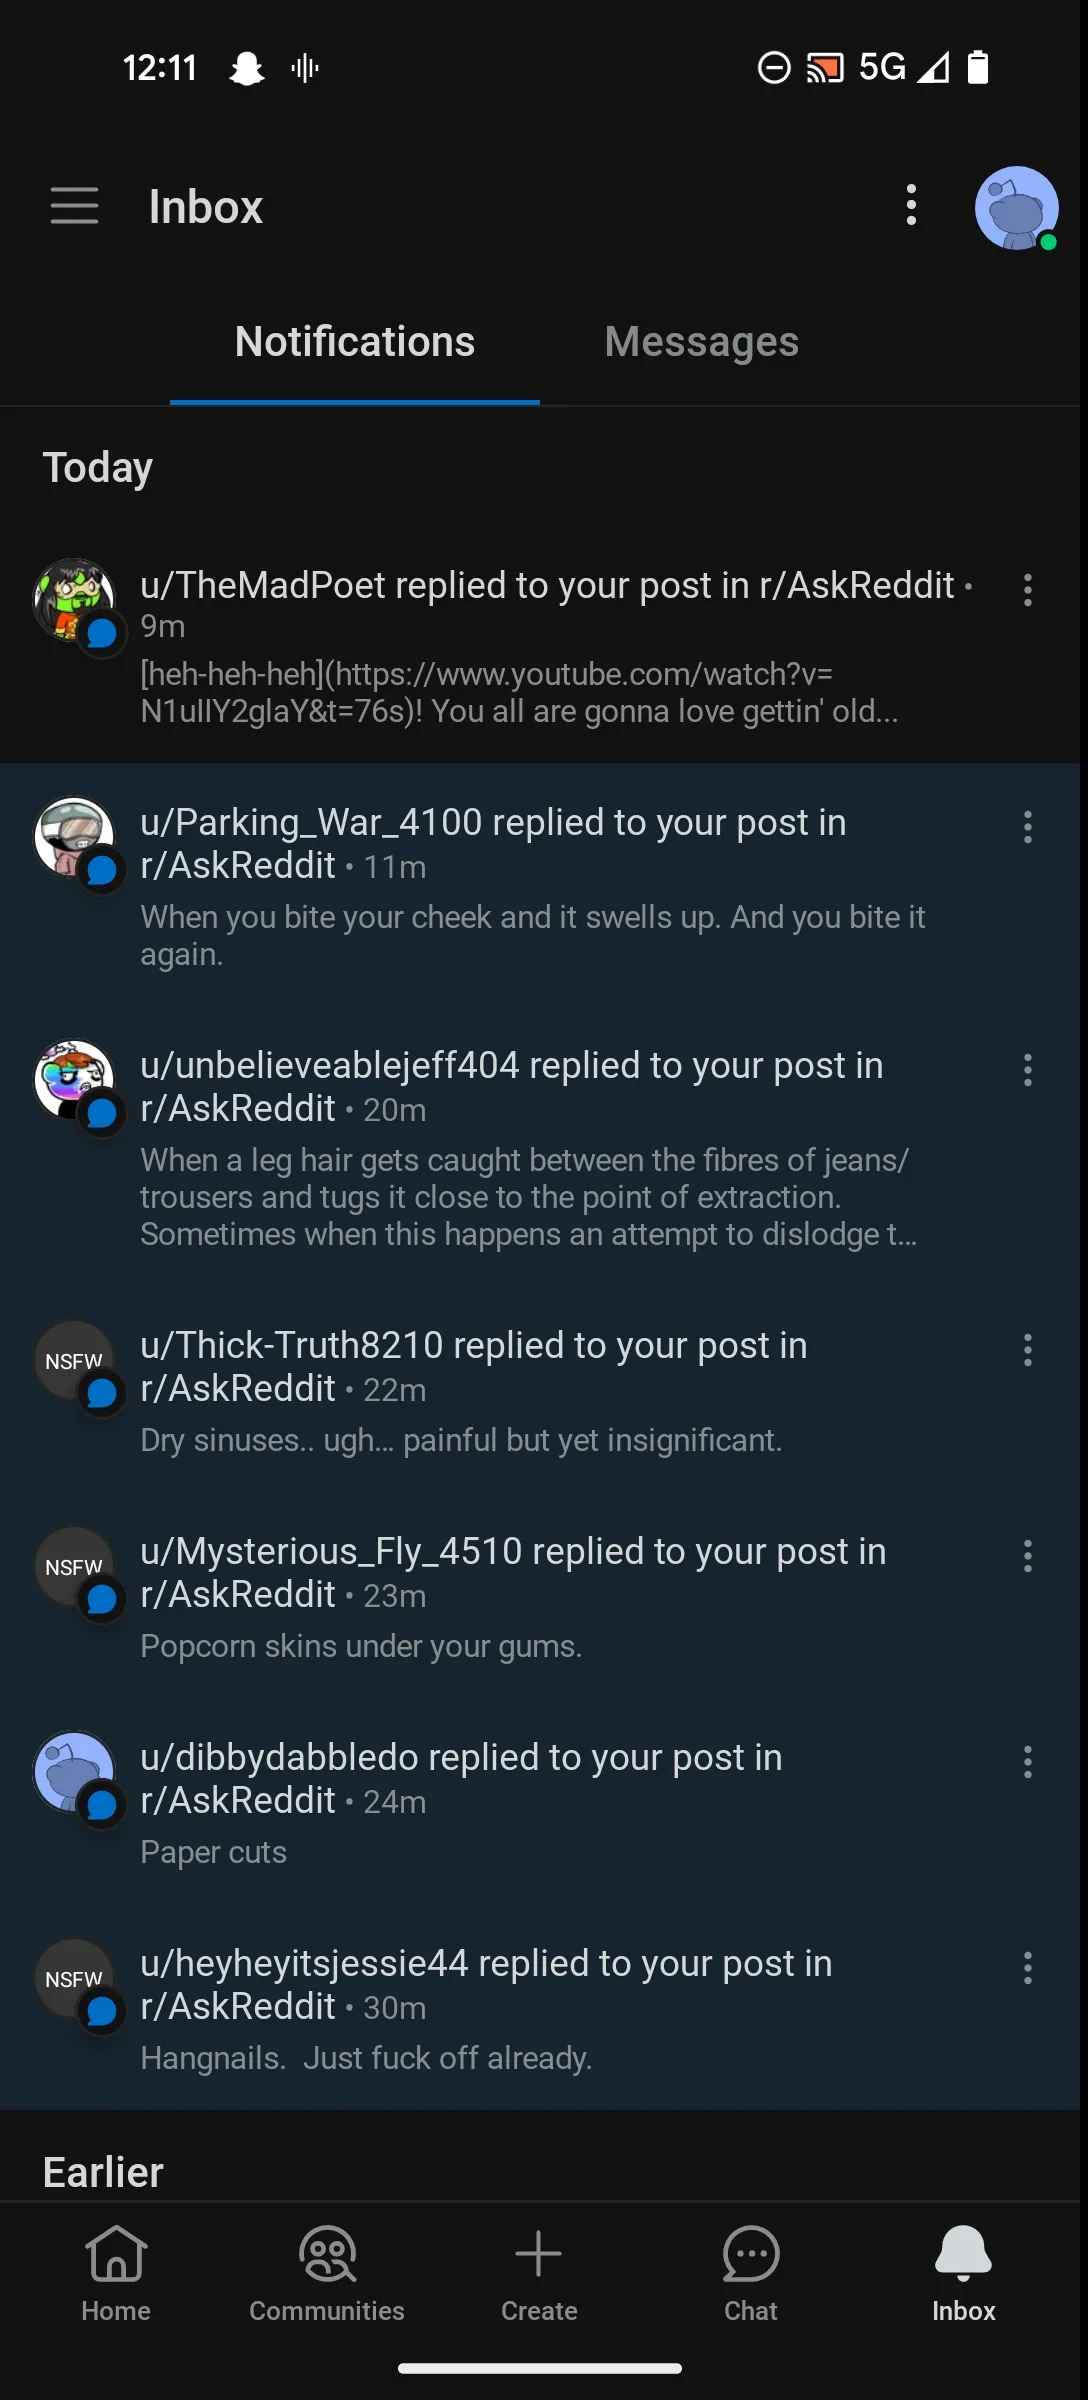 12:11
5G
Inbox
Notifications
Messages
Today
u/TheMadPoet replied to your post in r/AskReddit •
9m
[heh-heh-heh](https://www.youtube.com/watch?v=
N1uIIY2glaY&t=76s)! You all are gonna love gettin' old...
u/Parking_War_4100 replied to your post in
r/AskReddit • 11m
When you bite your cheek and it swells up. And you bite it
again.
u/unbelieveablejeff404 replied to your post in
r/AskReddit • 20m
When a leg hair gets caught between the fibres of jeans/
trousers and tugs it close to the point of extraction.
Sometimes when this happens an attempt to dislodge t...
NSFW
u/Thick-Truth8210 replied to your post in
r/AskReddit • 22m
Dry sinuses.. ugh... painful but yet insignificant.
NSFW
u/Mysterious_Fly_4510 replied to your post in
r/AskReddit • 23m
Popcorn skins under your gums.
u/dibbydabbledo replied to your post in
r/AskReddit • 24m
Paper cuts
NSFW
u/heyheyitsjessie44 replied to your post in
r/AskReddit • 30m
Hangnails.  Just fuck off already.
Earlier
Home
Communities
Create
Chat
Inbox